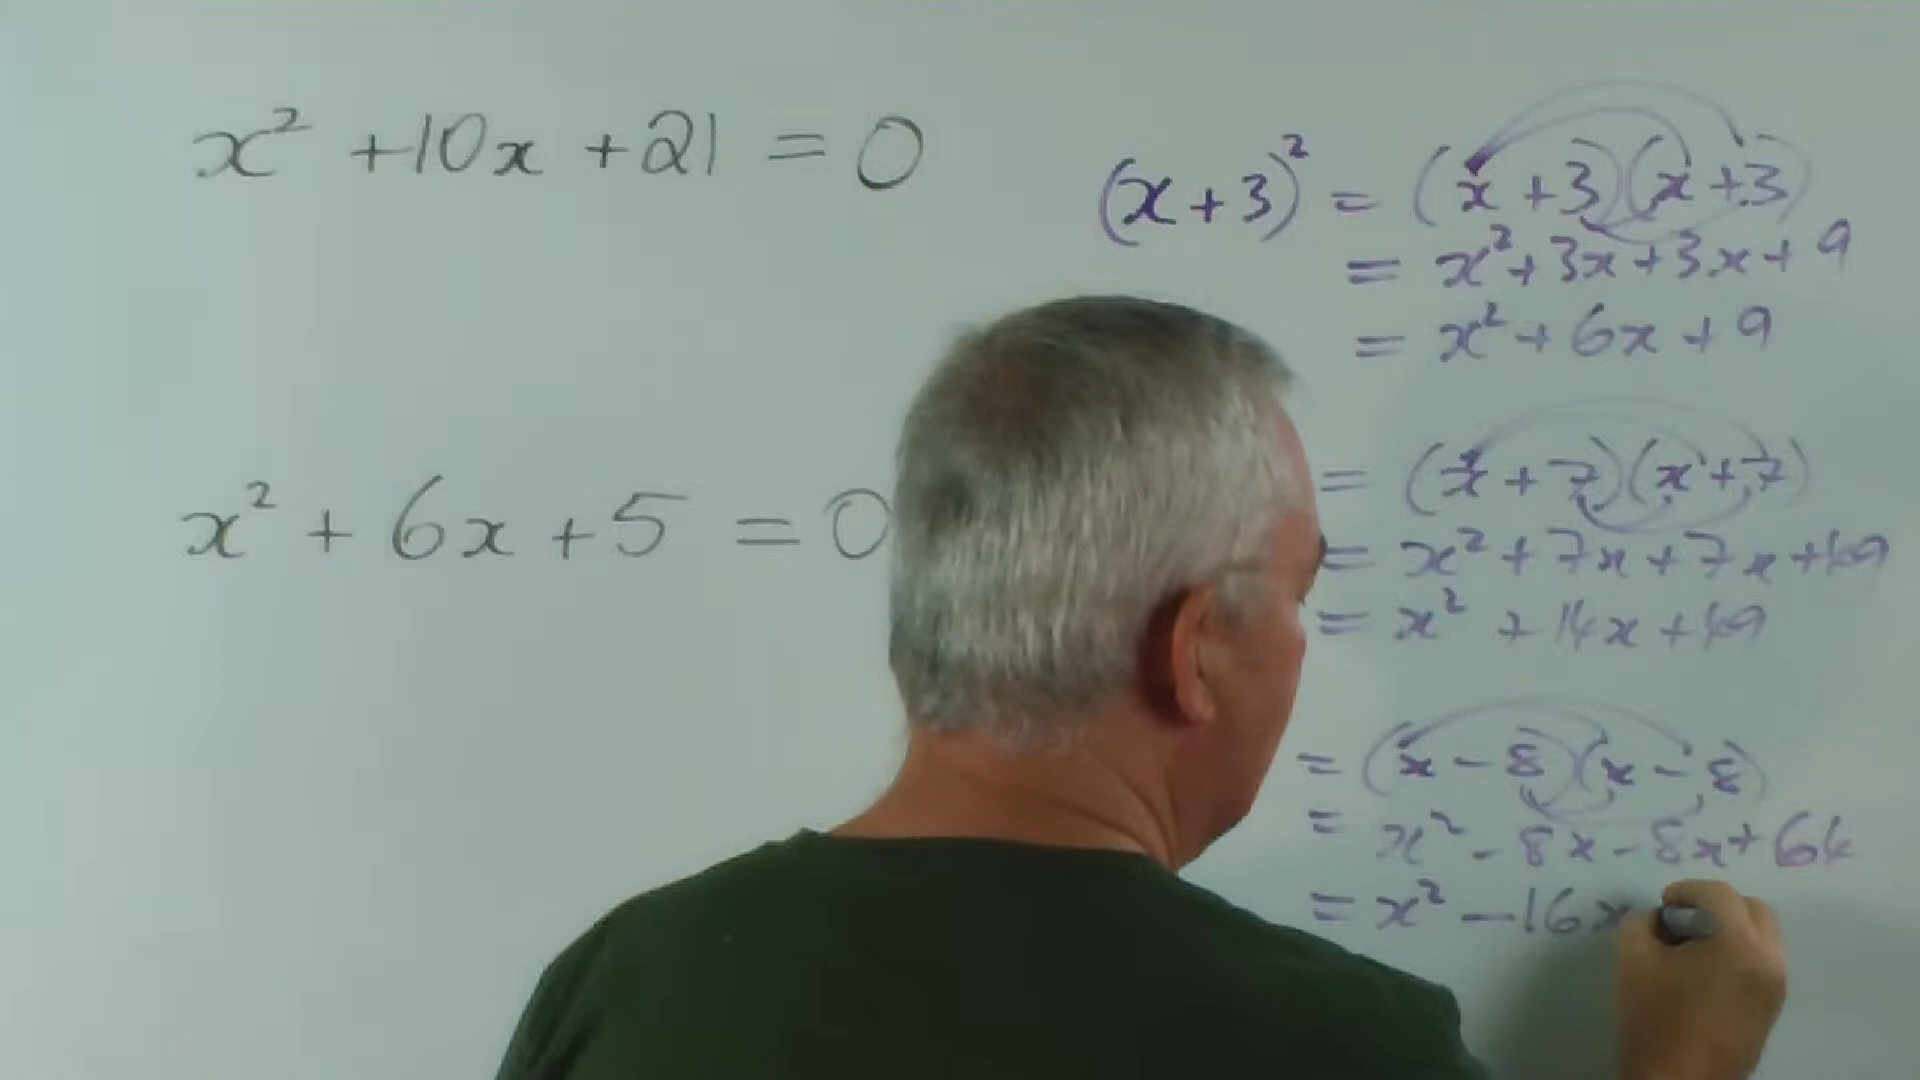 x² + 10x + 21 = 0
x² + 6x + 5 = 0
(x + 3)² = (x + 3)(x + 3)
= x² + 3x + 3x + 9
= x² + 6x + 9
= (x + 7)(x + 7)
= x² + 7x + 7x + 49
= x² + 14x + 49
= (x - 8)(x - 8)
= x² - 8x - 8x + 64
= x² - 16x